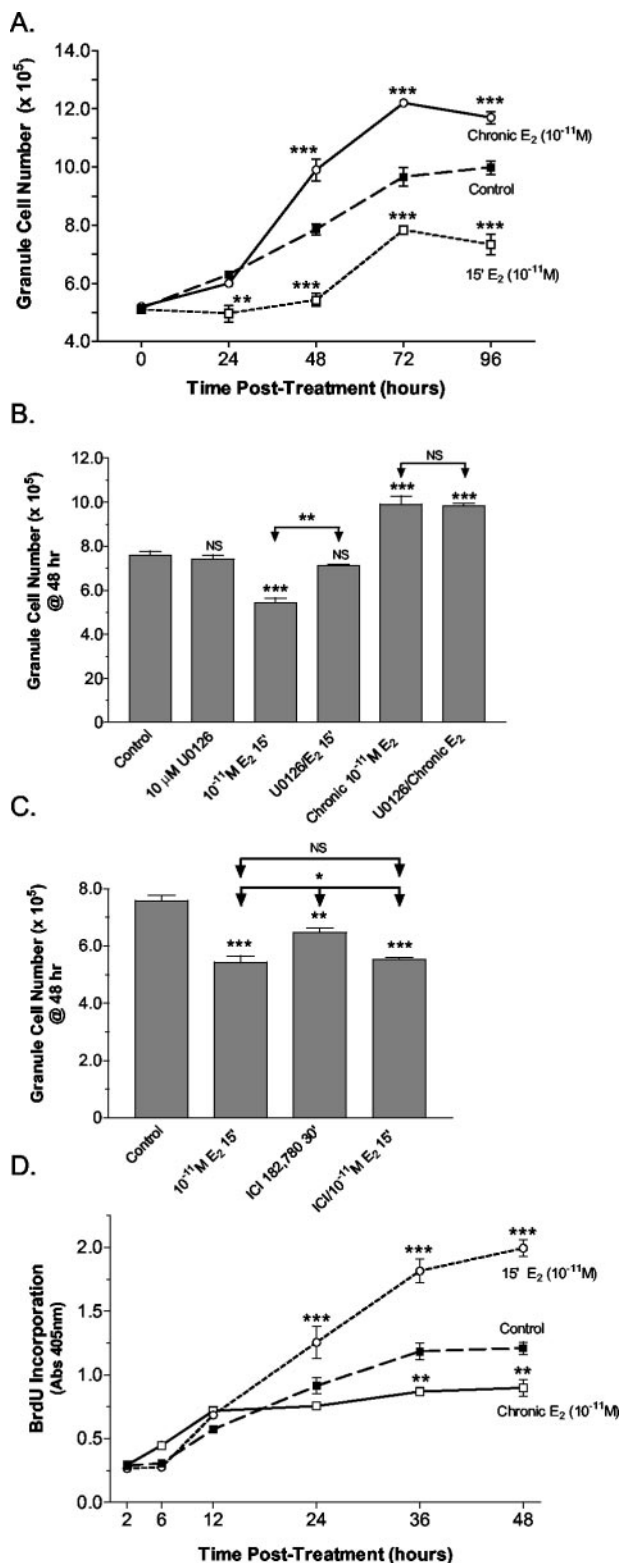 A.
Granule Cell Number (x 10⁵)
14.0
12.0
10.0
8.0
6.0
4.0
***
***
***
Chronic E₂ (10⁻¹¹M)
Control
***
***
15' E₂ (10⁻¹¹M)
**
***
0 24 48 72 96
Time Post-Treatment (hours)
B.
Granule Cell Number (x 10⁵)
@ 48 hr
12.0
10.0
8.0
6.0
4.0
20
0
NS
***
***
**
NS
NS
***
Control
10 µM U0126
10⁻¹¹M E₂ 15'
U0126/E₂ 15'
Chronic 10⁻¹¹M E₂
U0126/Chronic E₂
C.
Granule Cell Number (x 10⁵)
@ 48 hr
8.0
6.0
4.0
2.0
0
NS
*
***
**
***
Control
10⁻¹¹M E₂ 15'
ICI 182,780 30'
ICI/10⁻¹¹M E₂ 15'
D.
BrdU Incorporation
(Abs 405nm)
2.0
1.5
1.0
0.5
0.0
***
***
***
15' E₂ (10⁻¹¹M)
Control
**
**
Chronic E₂ (10⁻¹¹M)
2 6 12 24 36 48
Time Post-Treatment (hours)